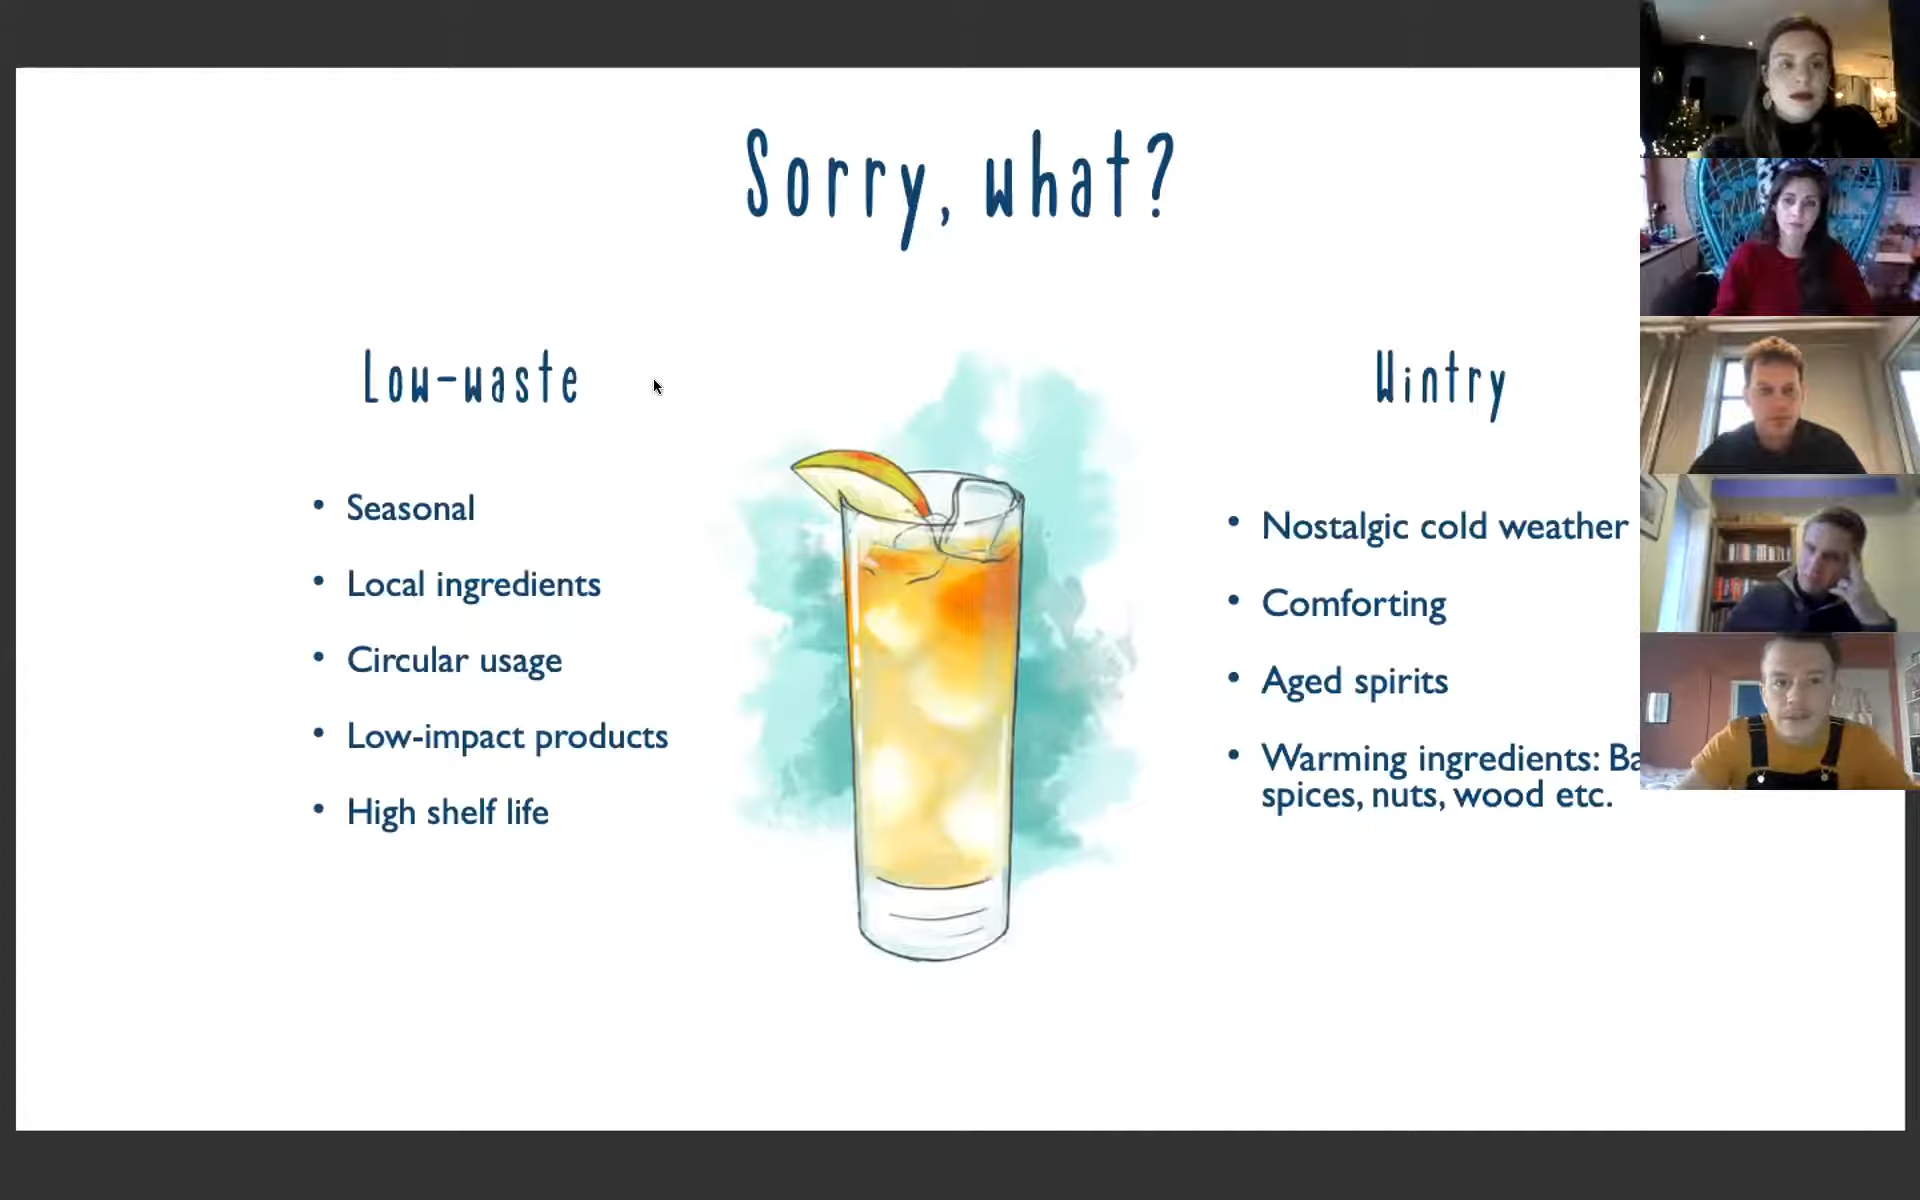 Sorry, what?
Low-waste
• Seasonal
• Local ingredients
• Circular usage
• Low-impact products
• High shelf life
Wintry
• Nostalgic cold weather
• Comforting
• Aged spirits
• Warming ingredients:
spices, nuts, wood etc.